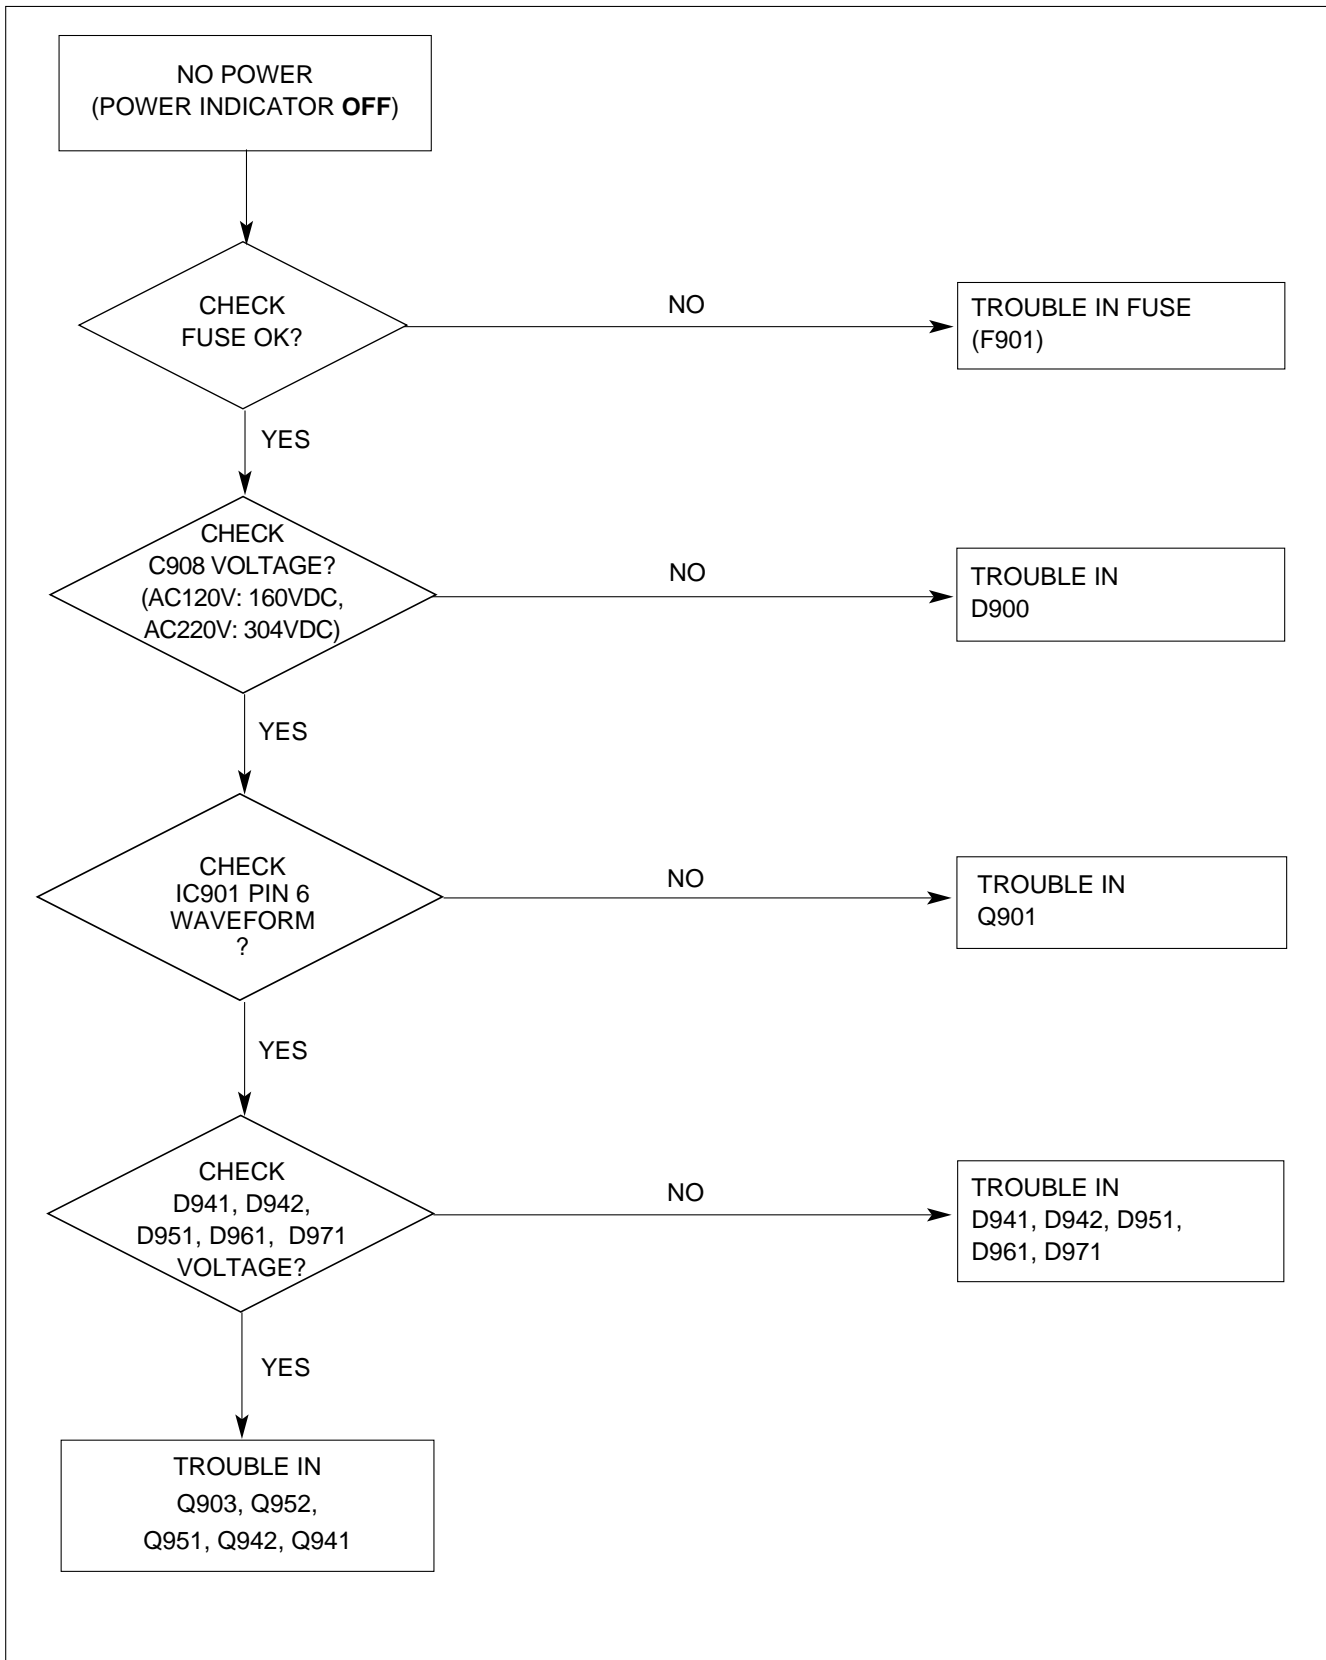 NO POWER
(POWER INDICATOR OFF)
CHECK
FUSE OK?
NO
TROUBLE IN FUSE
(F901)
YES
CHECK
C908 VOLTAGE?
(AC120V: 160VDC,
AC220V: 304VDC)
NO
TROUBLE IN
D900
YES
CHECK
IC901 PIN 6
WAVEFORM
?
NO
TROUBLE IN
Q901
YES
CHECK
D941, D942,
D951, D961, D971
VOLTAGE?
NO
TROUBLE IN
D941, D942, D951,
D961, D971
YES
TROUBLE IN
Q903, Q952,
Q951, Q942, Q941